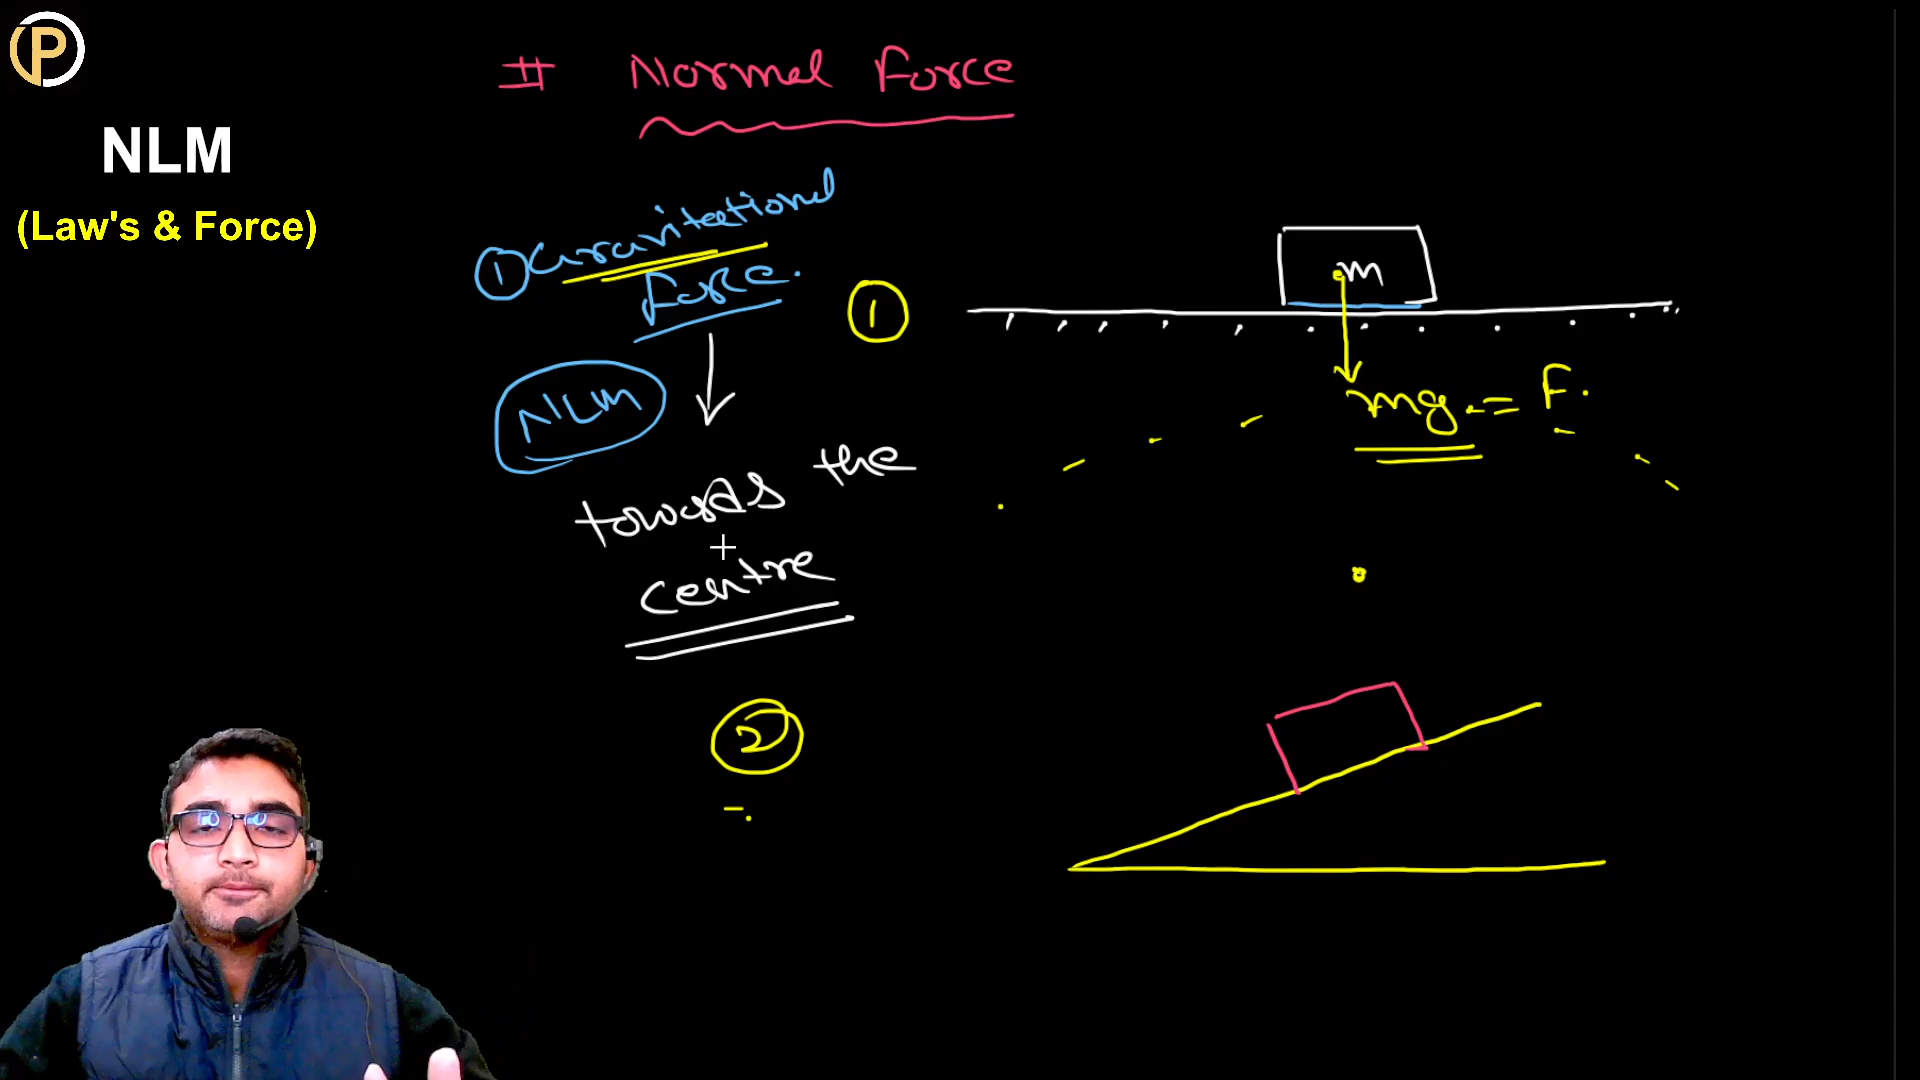 P
NLM
(Law's & Force)
# Normal Force
① Gravitational
Force.
NLM
towards the
centre
①
m
mg. = F.
②